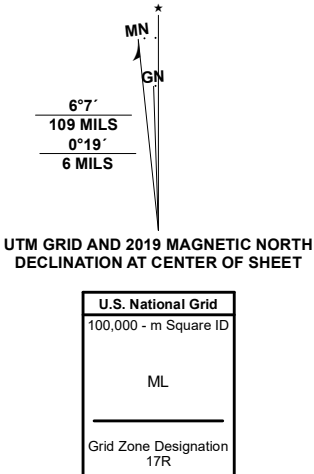 ★
MN
GN
6°7´
109 MILS
0°19´
6 MILS
UTM GRID AND 2019 MAGNETIC NORTH
DECLINATION AT CENTER OF SHEET
U.S. National Grid
100,000 - m Square ID
ML
Grid Zone Designation
17R